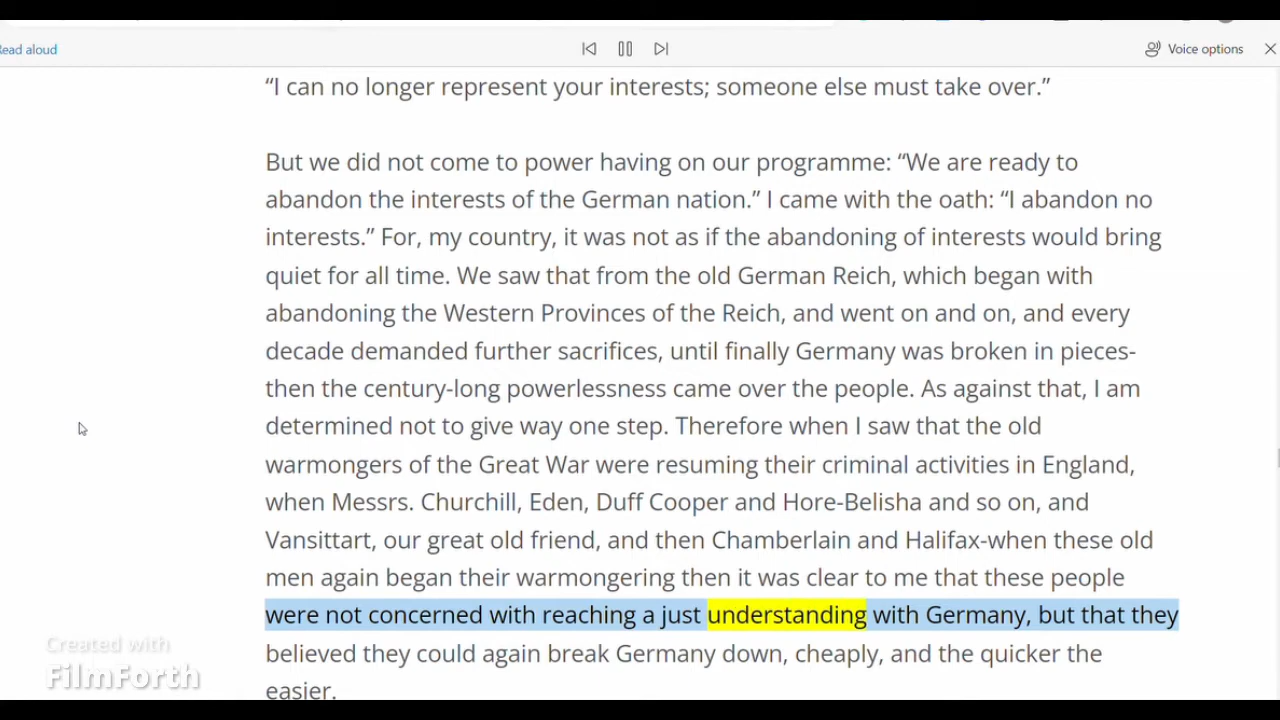 Read aloud
Voice options
“I can no longer represent your interests; someone else must take over.”
But we did not come to power having on our programme: “We are ready to
abandon the interests of the German nation.” I came with the oath: “I abandon no
interests.” For, my country, it was not as if the abandoning of interests would bring
quiet for all time. We saw that from the old German Reich, which began with
abandoning the Western Provinces of the Reich, and went on and on, and every
decade demanded further sacrifices, until finally Germany was broken in pieces-
then the century-long powerlessness came over the people. As against that, I am
determined not to give way one step. Therefore when I saw that the old
warmongers of the Great War were resuming their criminal activities in England,
when Messrs. Churchill, Eden, Duff Cooper and Hore-Belisha and so on, and
Vansittart, our great old friend, and then Chamberlain and Halifax-when these old
men again began their warmongering then it was clear to me that these people
were not concerned with reaching a just understanding with Germany, but that they
believed they could again break Germany down, cheaply, and the quicker the
easier.
Created with
FilmForth